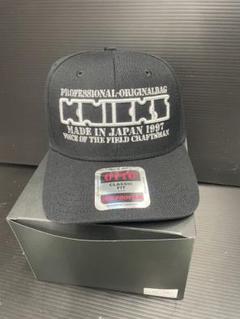 PROFESSIONAL-ORIGINALBAG
KNICKS
MADE IN JAPAN 1997
VOICE OF THE FIELD CRAFTSMAN
OTTO
CLASSIC
FIT